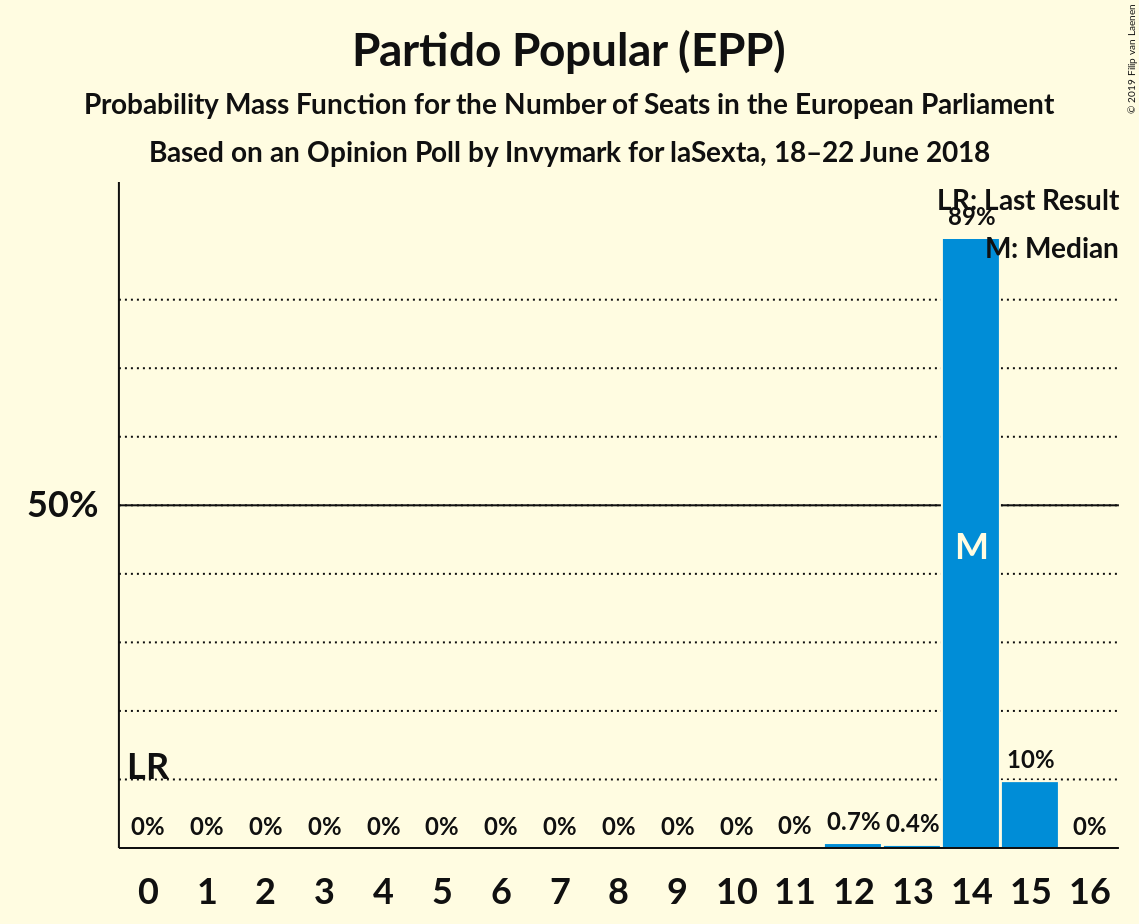 Partido Popular (EPP)
Probability Mass Function for the Number of Seats in the European Parliament
Based on an Opinion Poll by Invymark for laSexta, 18–22 June 2018
© 2019 Filip van Laenen
LR: Last Result
89%
M: Median
50%
M
LR
10%
0% 0% 0% 0% 0% 0% 0% 0% 0% 0% 0% 0% 0.7% 0.4% 0%
0 1 2 3 4 5 6 7 8 9 10 11 12 13 14 15 16